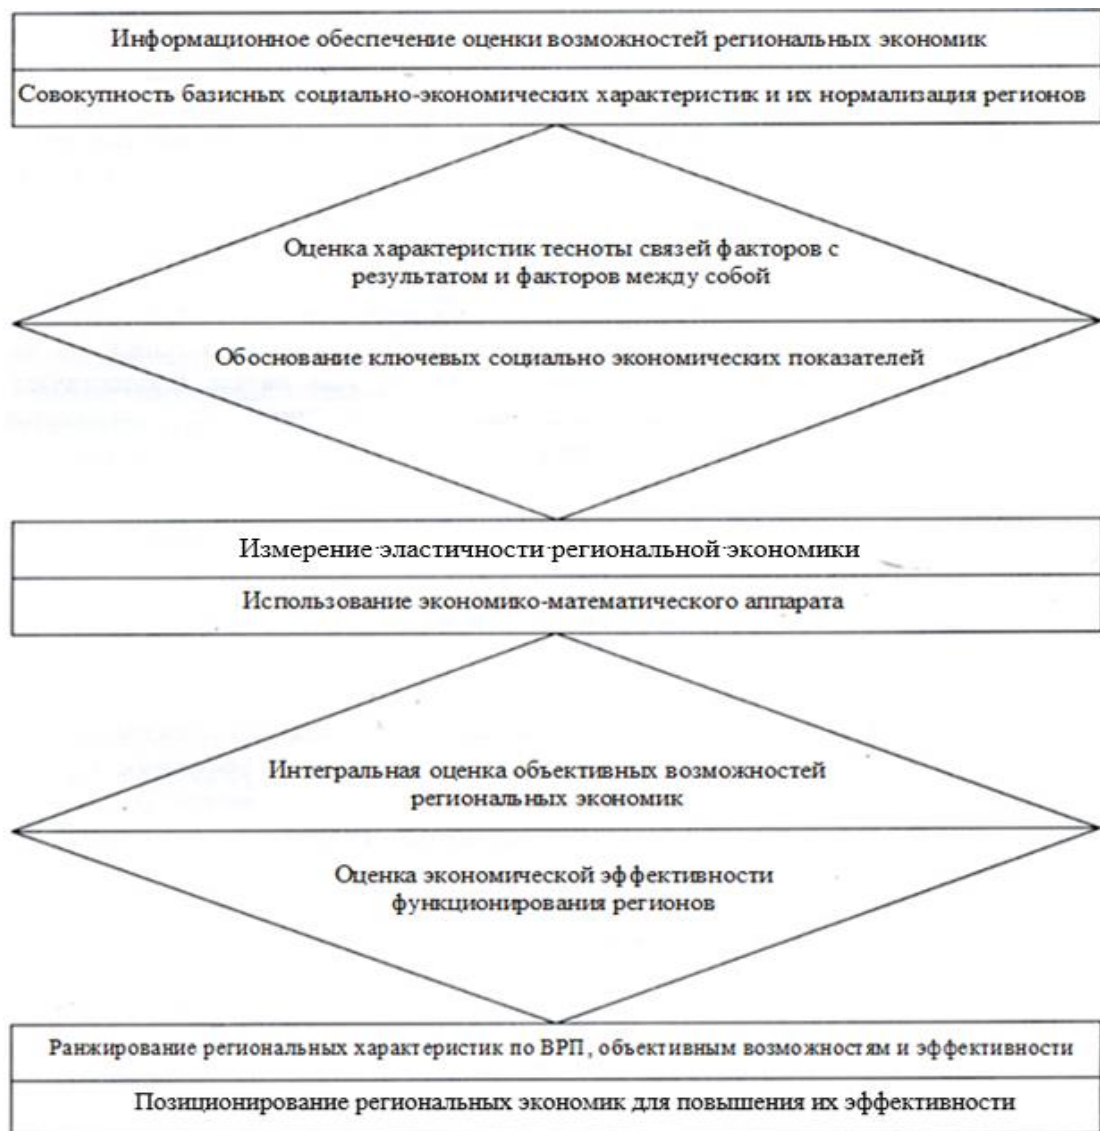 Информационное обеспечение оценки возможностей региональных экономик
Совокупность базисных социально-экономических характеристик и их нормализация регионов
Оценка характеристик тесноты связей факторов с
результатом и факторов между собой
Обоснование ключевых социально экономических показателей
Измерение·эластичности·региональной·экономики
Использование экономико-математического аппарата
Интегральная оценка объективных возможностей
региональных экономик
Оценка экономической эффективности
функционирования регионов
Ранжирование региональных характеристик по ВРП, объективным возможностям и эффективности
Позиционирование региональных экономик для повышения их эффективности